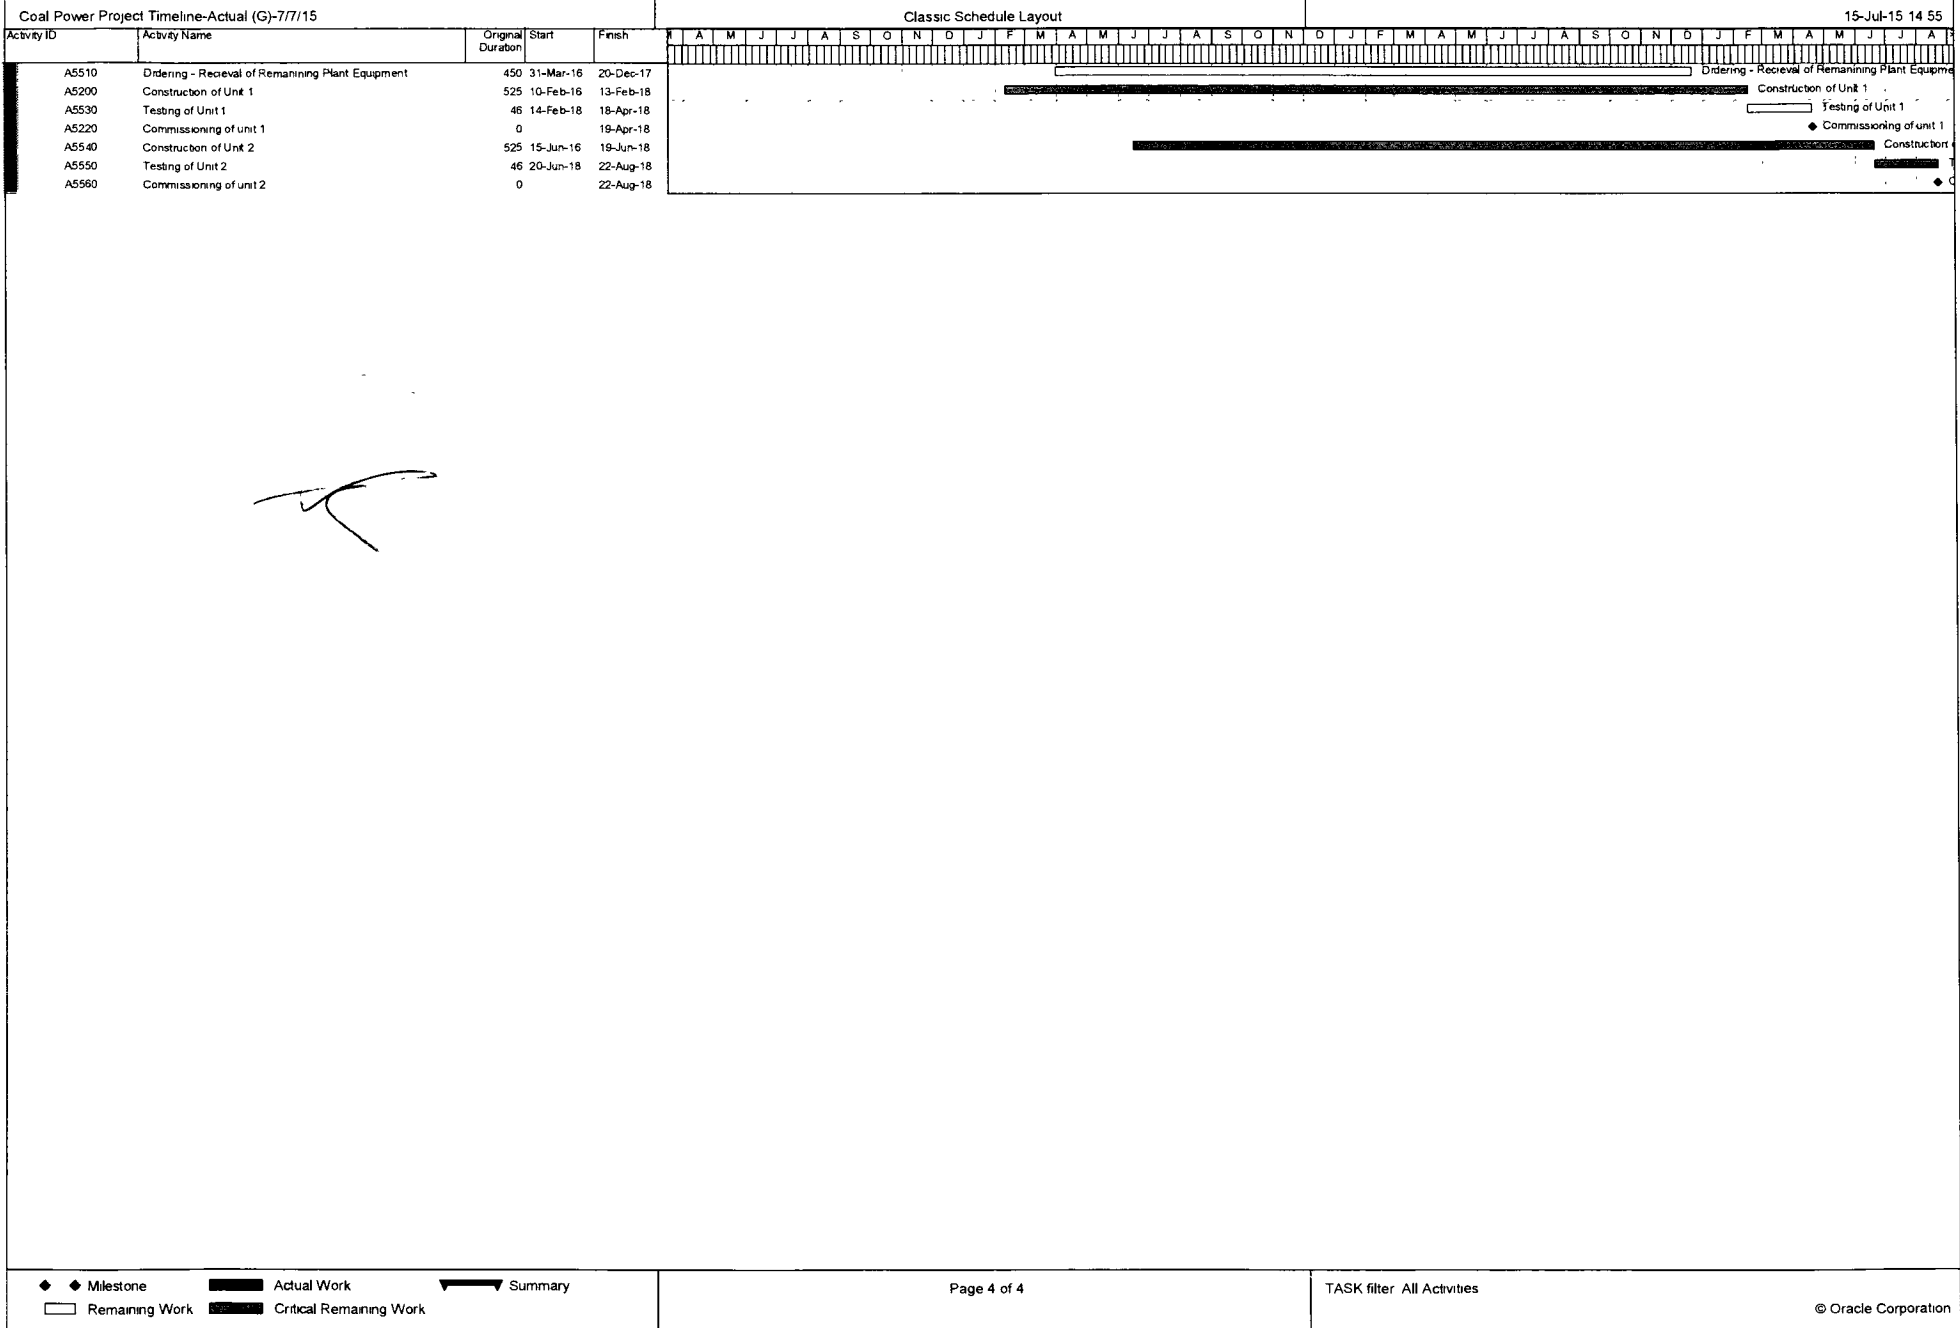 Coal Power Project Timeline-Actual (G)-7/7/15 Classic Schedule Layout 15-Jul-15 14 55
Activity ID Activity Name Original Duration Start Finish A M J J A S O N D J F M A M J J A S O N D J F M A M J J A S O N D J F M A M J J A
A5510 Ordering - Recieval of Remanining Plant Equipment 450 31-Mar-16 20-Dec-17 Ordering - Recieval of Remanining Plant Equipme
A5200 Construction of Unit 1 525 10-Feb-16 13-Feb-18 Construction of Unit 1
A5530 Testing of Unit 1 46 14-Feb-18 18-Apr-18 Testing of Unit 1
A5220 Commissioning of unit 1 0 19-Apr-18 Commissioning of unit 1
A5540 Construction of Unit 2 525 15-Jun-16 19-Jun-18 Construction
A5550 Testing of Unit 2 46 20-Jun-18 22-Aug-18 T
A5560 Commissioning of unit 2 0 22-Aug-18 C
Milestone Actual Work Summary Page 4 of 4 TASK filter All Activities
Remaining Work Critical Remaining Work © Oracle Corporation